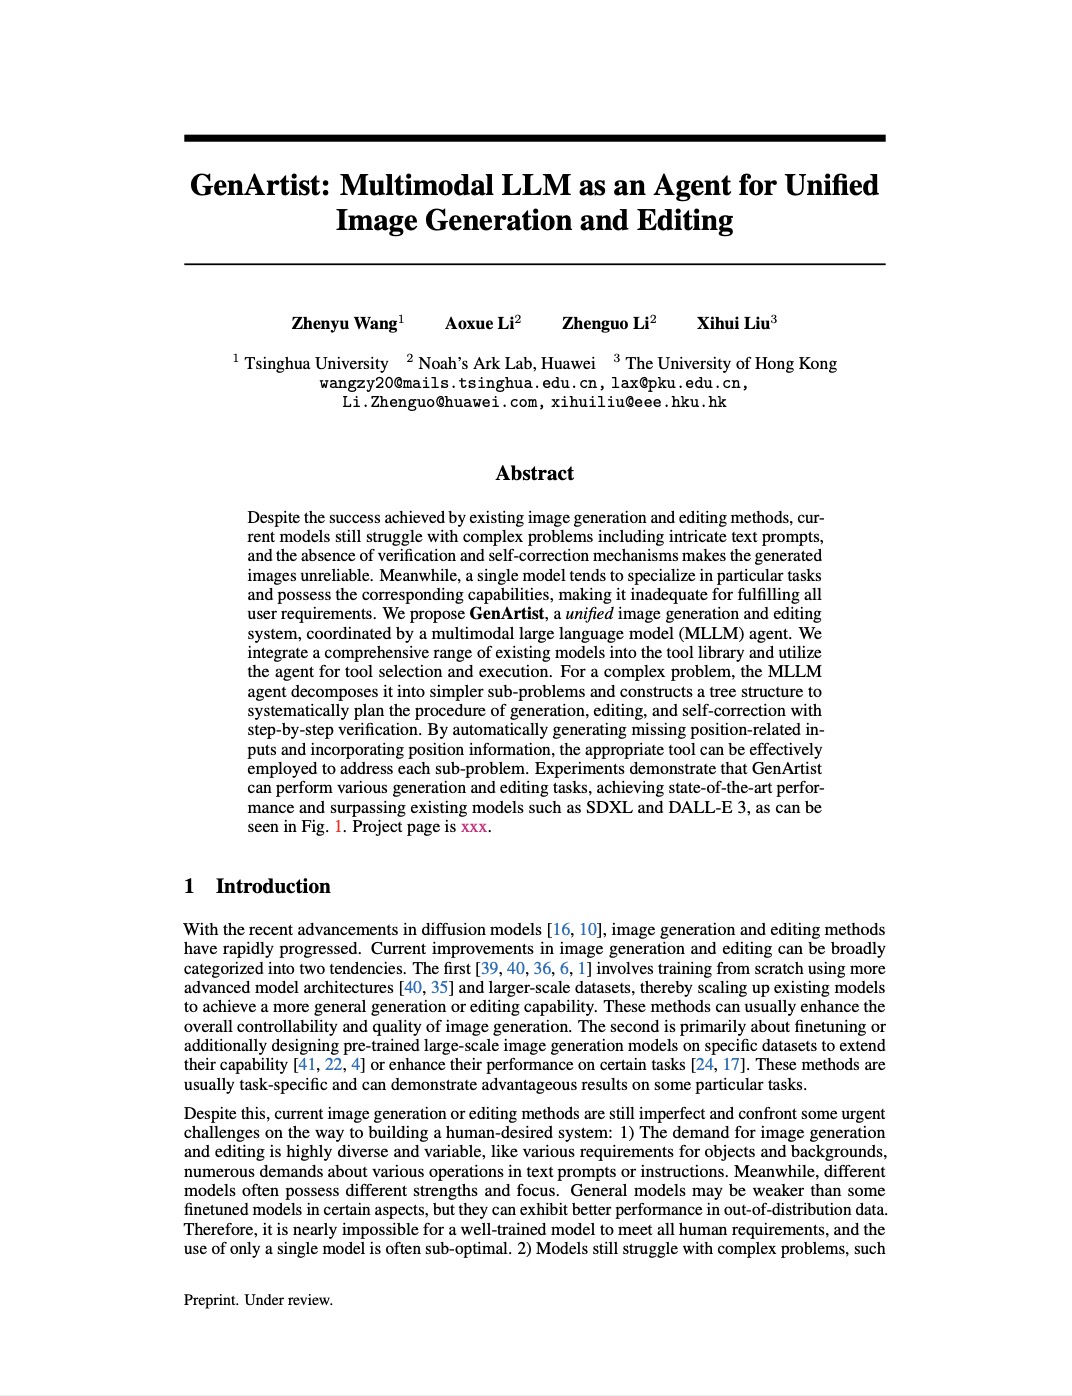 GenArtist: Multimodal LLM as an Agent for Unified
Image Generation and Editing
Zhenyu Wang¹ Aoxue Li² Zhenguo Li² Xihui Liu³
¹ Tsinghua University ² Noah's Ark Lab, Huawei ³ The University of Hong Kong
wangzy20@mails.tsinghua.edu.cn, lax@pku.edu.cn,
Li.Zhenguo@huawei.com, xihuiliu@eee.hku.hk
Abstract
Despite the success achieved by existing image generation and editing methods, cur-
rent models still struggle with complex problems including intricate text prompts,
and the absence of verification and self-correction mechanisms makes the generated
images unreliable. Meanwhile, a single model tends to specialize in particular tasks
and possess the corresponding capabilities, making it inadequate for fulfilling all
user requirements. We propose GenArtist, a unified image generation and editing
system, coordinated by a multimodal large language model (MLLM) agent. We
integrate a comprehensive range of existing models into the tool library and utilize
the agent for tool selection and execution. For a complex problem, the MLLM
agent decomposes it into simpler sub-problems and constructs a tree structure to
systematically plan the procedure of generation, editing, and self-correction with
step-by-step verification. By automatically generating missing position-related in-
puts and incorporating position information, the appropriate tool can be effectively
employed to address each sub-problem. Experiments demonstrate that GenArtist
can perform various generation and editing tasks, achieving state-of-the-art perfor-
mance and surpassing existing models such as SDXL and DALL-E 3, as can be
seen in Fig. 1. Project page is xxx.
1 Introduction
With the recent advancements in diffusion models [16, 10], image generation and editing methods
have rapidly progressed. Current improvements in image generation and editing can be broadly
categorized into two tendencies. The first [39, 40, 36, 6, 1] involves training from scratch using more
advanced model architectures [40, 35] and larger-scale datasets, thereby scaling up existing models
to achieve a more general generation or editing capability. These methods can usually enhance the
overall controllability and quality of image generation. The second is primarily about finetuning or
additionally designing pre-trained large-scale image generation models on specific datasets to extend
their capability [41, 22, 4] or enhance their performance on certain tasks [24, 17]. These methods are
usually task-specific and can demonstrate advantageous results on some particular tasks.
Despite this, current image generation or editing methods are still imperfect and confront some urgent
challenges on the way to building a human-desired system: 1) The demand for image generation
and editing is highly diverse and variable, like various requirements for objects and backgrounds,
numerous demands about various operations in text prompts or instructions. Meanwhile, different
models often possess different strengths and focus. General models may be weaker than some
finetuned models in certain aspects, but they can exhibit better performance in out-of-distribution data.
Therefore, it is nearly impossible for a well-trained model to meet all human requirements, and the
use of only a single model is often sub-optimal. 2) Models still struggle with complex problems, such
Preprint. Under review.